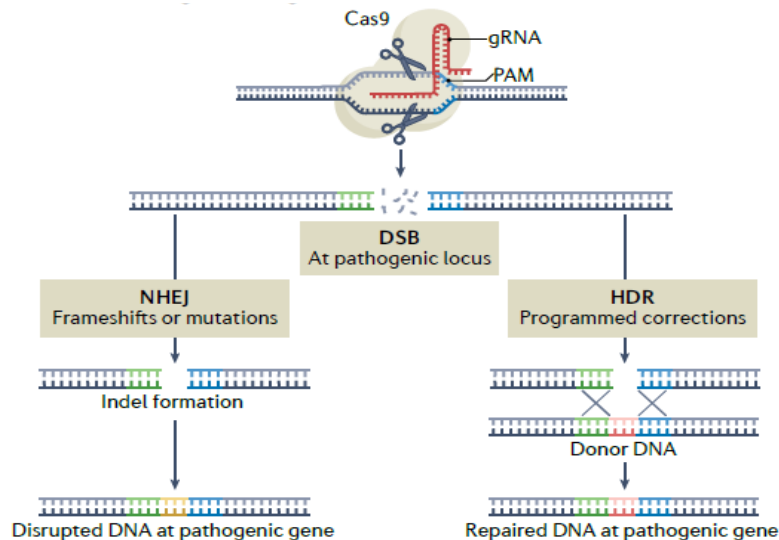 Cas9
gRNA
PAM
DSB
At pathogenic locus
NHEJ
Frameshifts or mutations
HDR
Programmed corrections
Indel formation
Donor DNA
Disrupted DNA at pathogenic gene
Repaired DNA at pathogenic gene